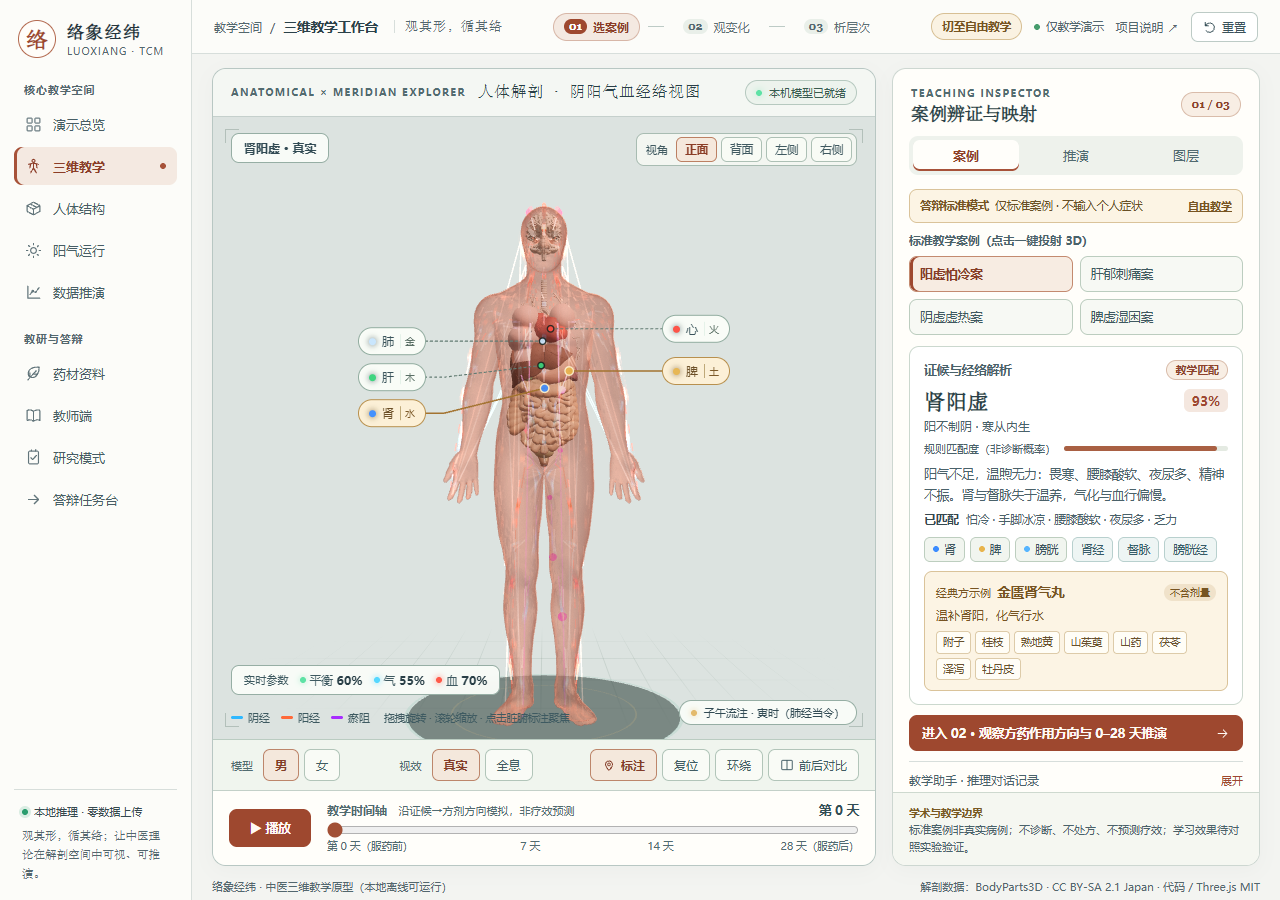 络
络象经纬
LUOXIANG · TCM
核心教学空间
演示总览
三维教学
人体结构
阳气运行
数据推演
教研与答辩
药材资料
教师端
研究模式
答辩任务台
本地推理 · 零数据上传
观其形，循其络；让中医理
论在解剖空间中可视、可推
演。
教学空间 / 三维教学工作台 观其形，循其络
01 选案例 02 观变化 03 析层次
切至自由教学 仅教学演示 项目说明 ↗ 重置
ANATOMICAL × MERIDIAN EXPLORER 人体解剖 · 阴阳气血经络视图
本机模型已就绪
肾阳虚 • 真实
视角 正面 背面 左侧 右侧
肺 金
肝 木
肾 水
心 火
脾 土
实时参数 平衡 60% 气 55% 血 70%
阴经 阳经 瘀阻 拖拽旋转 · 滚轮缩放 · 点击脏腑标注聚焦
子午流注 · 寅时（肺经当令）
模型 男 女 视效 真实 全息 标注 复位 环绕 前后对比
▶ 播放
教学时间轴 沿证候→方剂方向模拟，非疗效预测 第 0 天
第 0 天（服药前） 7 天 14 天 28 天（服药后）
络象经纬 · 中医三维教学原型（本地离线可运行）
TEACHING INSPECTOR
案例辨证与映射
01 / 03
案例 推演 图层
答辩标准模式 仅标准案例 · 不输入个人症状 自由教学
标准教学案例（点击一键投射 3D）
阳虚怕冷案 肝郁刺痛案
阴虚虚热案 脾虚湿困案
证候与经络解析 教学匹配
肾阳虚 93%
阳不制阴 · 寒从内生
规则匹配度（非诊断概率）
阳气不足，温煦无力：畏寒、腰膝酸软、夜尿多、精神
不振。肾与督脉失于温养，气化与血行偏慢。
已匹配 怕冷 · 手脚冰凉 · 腰膝酸软 · 夜尿多 · 乏力
肾 脾 膀胱 肾经 督脉 膀胱经
经典方示例 金匮肾气丸 不含剂量
温补肾阳，化气行水
附子 桂枝 熟地黄 山茱萸 山药 茯苓
泽泻 牡丹皮
进入 02 • 观察方药作用方向与 0–28 天推演 →
教学助手 · 推理对话记录 展开
学术与教学边界
标准案例非真实病例；不诊断、不处方、不预测疗效；学习效果待对
照实验验证。
解剖数据：BodyParts3D · CC BY-SA 2.1 Japan · 代码 / Three.js MIT